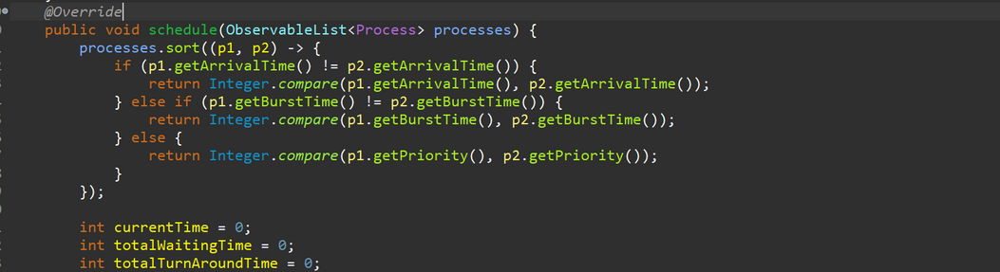 @Override
public void schedule(ObservableList<Process> processes) {
processes.sort((p1, p2) -> {
if (p1.getArrivalTime() != p2.getArrivalTime()) {
return Integer.compare(p1.getArrivalTime(), p2.getArrivalTime());
} else if (p1.getBurstTime() != p2.getBurstTime()) {
return Integer.compare(p1.getBurstTime(), p2.getBurstTime());
} else {
return Integer.compare(p1.getPriority(), p2.getPriority());
}
});
int currentTime = 0;
int totalWaitingTime = 0;
int totalTurnAroundTime = 0;